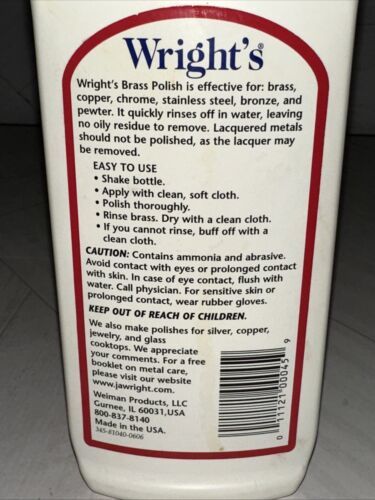 Wright's®
Wright's Brass Polish is effective for: brass,
copper, chrome, stainless steel, bronze, and
pewter. It quickly rinses off in water, leaving
no oily residue to remove. Lacquered metals
should not be polished, as the lacquer may
be removed.
EASY TO USE
• Shake bottle.
• Apply with clean, soft cloth.
• Polish thoroughly.
• Rinse brass. Dry with a clean cloth.
• If you cannot rinse, buff off with a
clean cloth.
CAUTION: Contains ammonia and abrasive.
Avoid contact with eyes or prolonged contact
with skin. In case of eye contact, flush with
water. Call physician. For sensitive skin or
prolonged contact, wear rubber gloves.
KEEP OUT OF REACH OF CHILDREN.
We also make polishes for silver, copper,
jewelry, and glass
cooktops. We appreciate
your comments. For a free
booklet on metal care,
please visit our website
www.jawright.com
Weiman Products, LLC
Gurnee, IL 60031,USA
800-837-8140
Made in the USA.
345-81040-0606
0 11121 00045 9